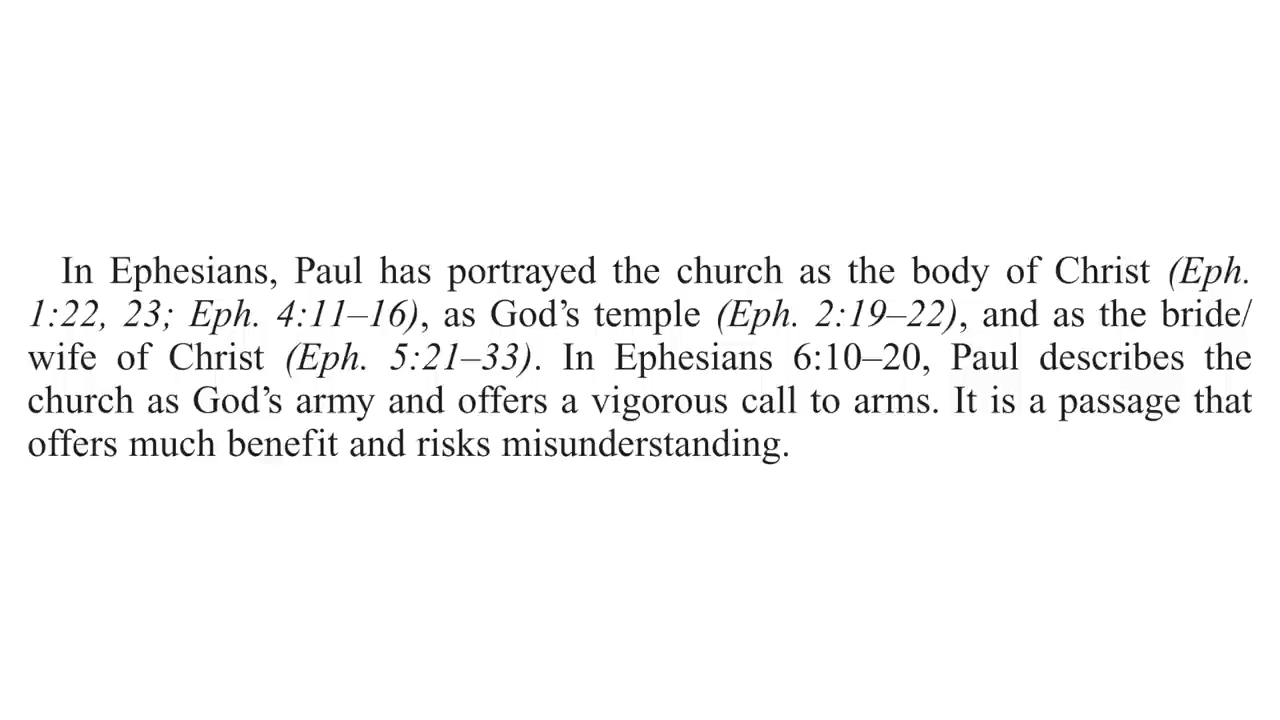 In Ephesians, Paul has portrayed the church as the body of Christ (Eph.
1:22, 23; Eph. 4:11–16), as God’s temple (Eph. 2:19–22), and as the bride/
wife of Christ (Eph. 5:21–33). In Ephesians 6:10–20, Paul describes the
church as God’s army and offers a vigorous call to arms. It is a passage that
offers much benefit and risks misunderstanding.